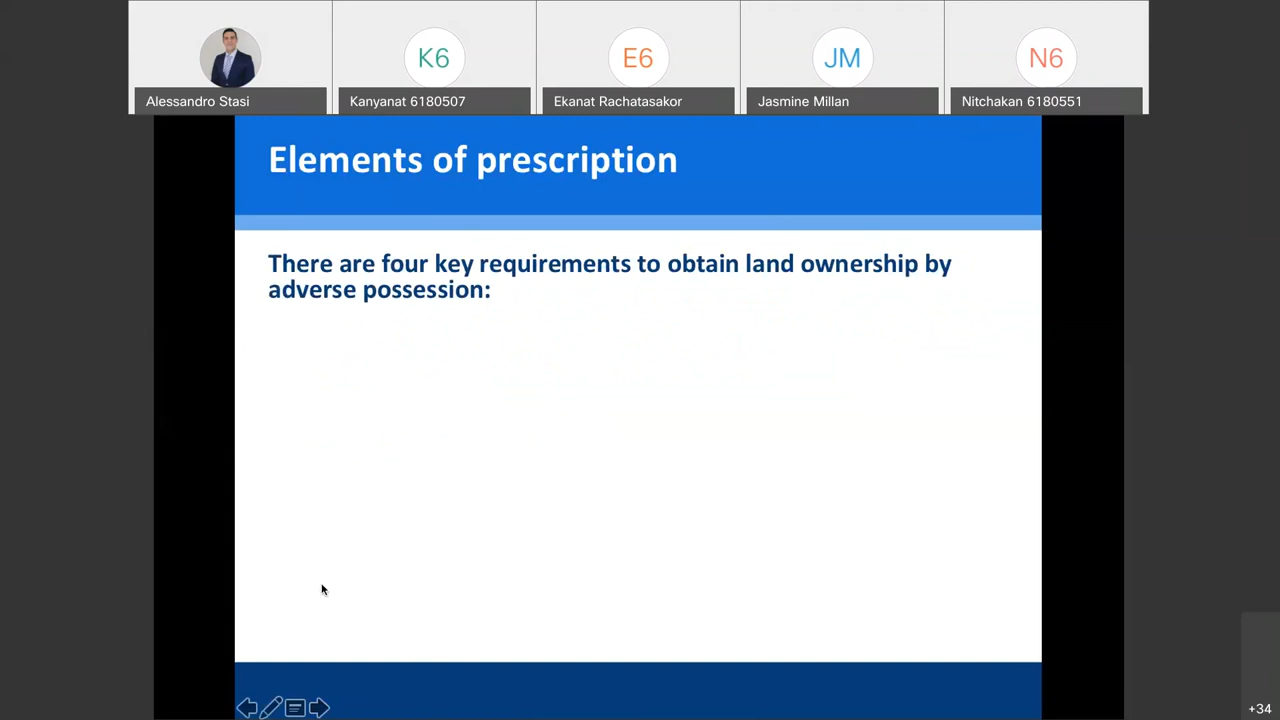 K6
E6
JM
N6
Alessandro Stasi
Kanyanat 6180507
Ekanat Rachatasakor
Jasmine Millan
Nitchakan 6180551
Elements of prescription
There are four key requirements to obtain land ownership by
adverse possession:
+34